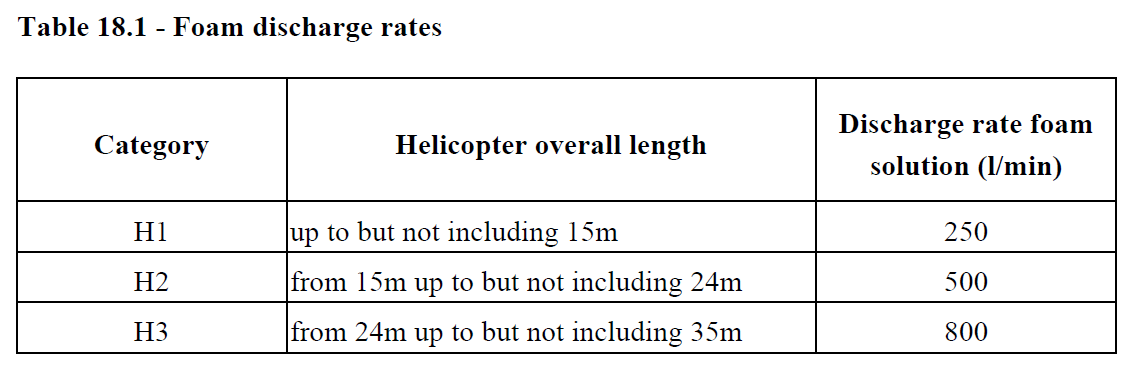 Table 18.1 - Foam discharge rates
Category
Helicopter overall length
Discharge rate foam
solution (l/min)
H1
up to but not including 15m
250
H2
from 15m up to but not including 24m
500
H3
from 24m up to but not including 35m
800